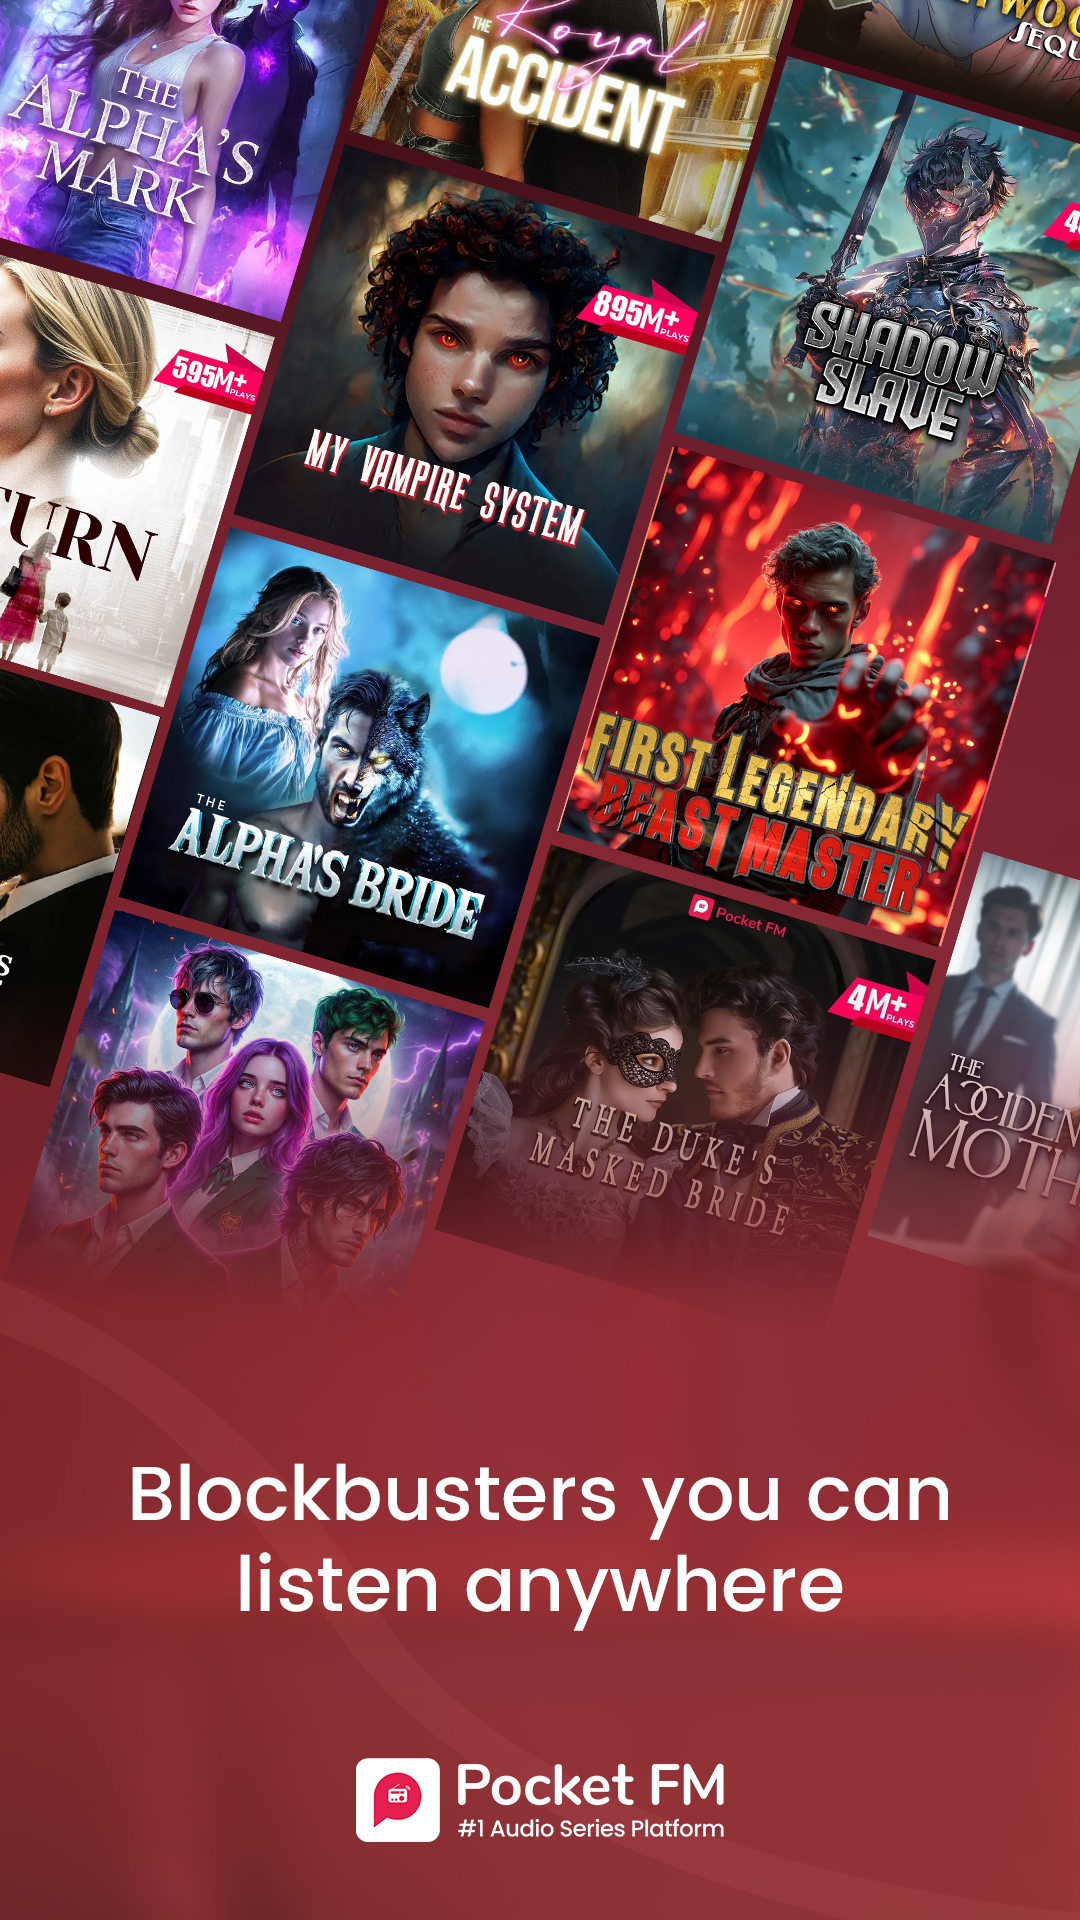 THE
ALPHA'S
MARK
THE Royal
ACCIDENT
SHADOW
SLAVE
595M+
PLAYS
895M+
PLAYS
MY VAMPIRE SYSTEM
THE
ALPHA'S BRIDE
FIRST LEGENDARY
BEAST MASTER
Pocket FM
4M+
PLAYS
THE DUKE'S
MASKED BRIDE
THE
Blockbusters you can
listen anywhere
Pocket FM
#1 Audio Series Platform